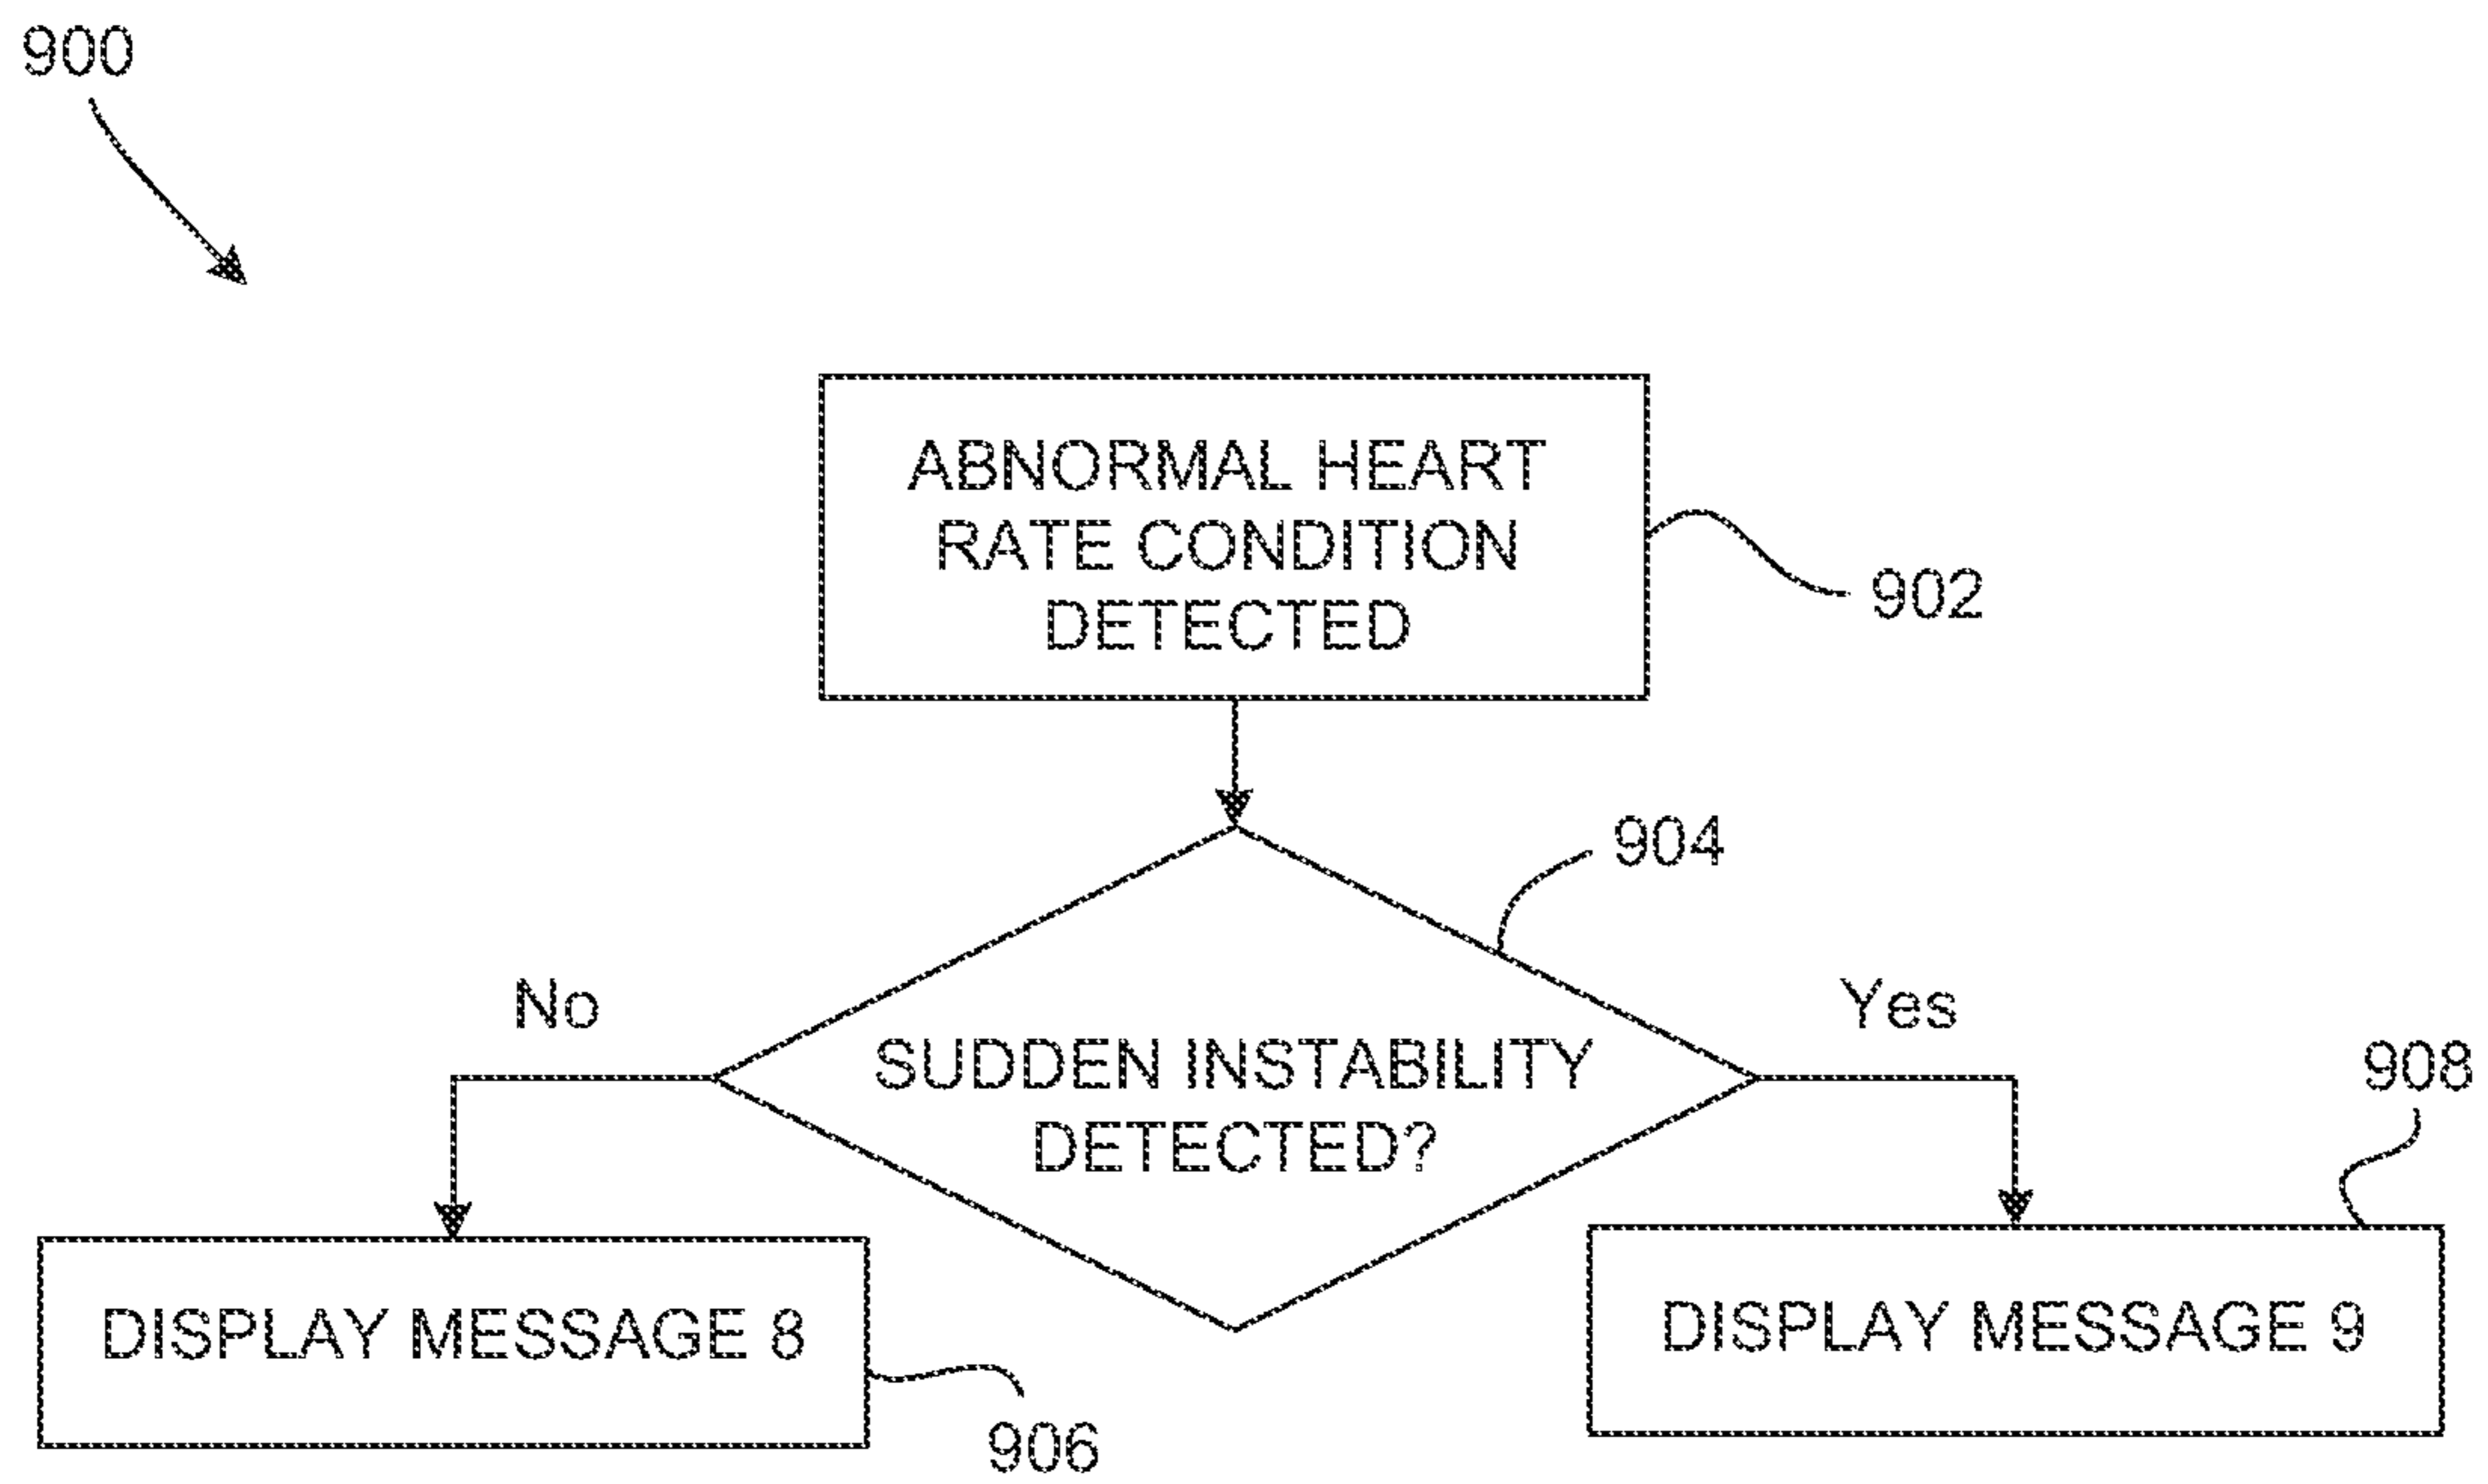 900
ABNORMAL HEART
RATE CONDITION
DETECTED
902
904
No
Yes
SUDDEN INSTABILITY
DETECTED?
908
DISPLAY MESSAGE 8
DISPLAY MESSAGE 9
906